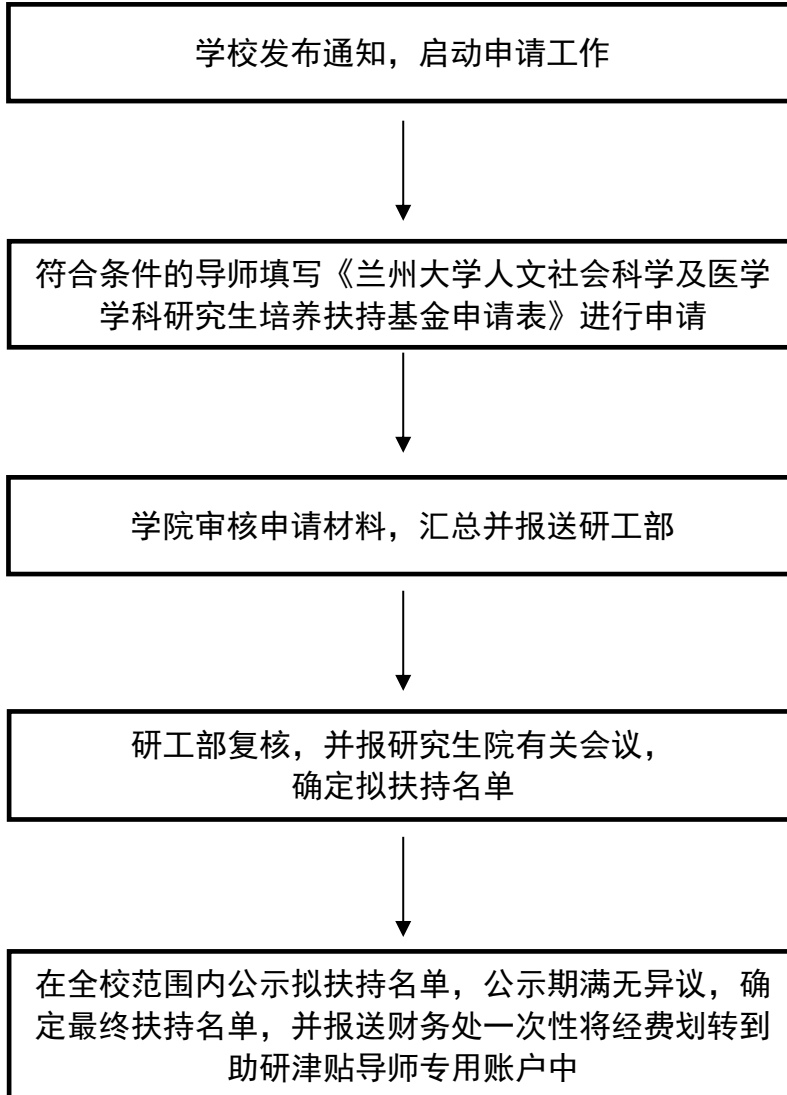 学校发布通知，启动申请工作
符合条件的导师填写《兰州大学人文社会科学及医学
学科研究生培养扶持基金申请表》进行申请
学院审核申请材料，汇总并报送研工部
研工部复核，并报研究生院有关会议，
确定拟扶持名单
在全校范围内公示拟扶持名单，公示期满无异议，确
定最终扶持名单，并报送财务处一次性将经费划转到
助研津贴导师专用账户中